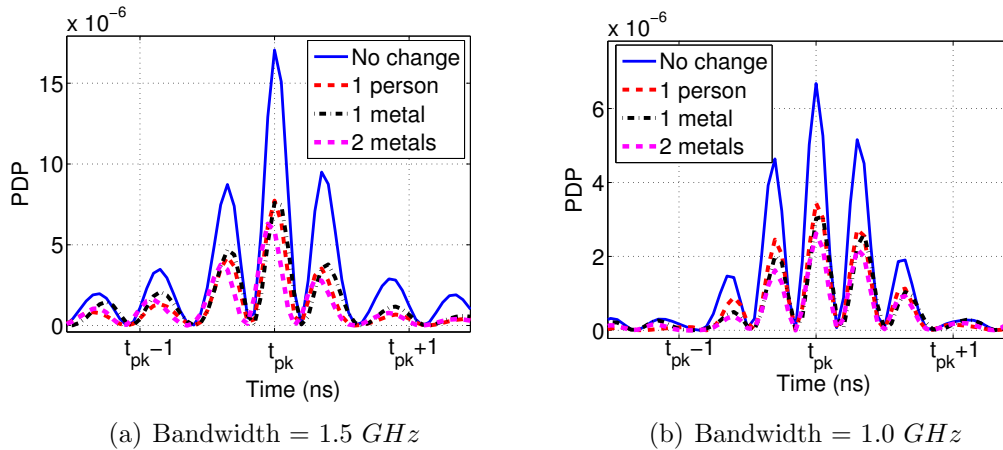 x 10⁻⁶
15
10
5
0
PDP
No change
1 person
1 metal
2 metals
t_pk−1
t_pk
t_pk+1
Time (ns)
(a) Bandwidth = 1.5 GHz
x 10⁻⁶
6
4
2
0
PDP
No change
1 person
1 metal
2 metals
t_pk−1
t_pk
t_pk+1
Time (ns)
(b) Bandwidth = 1.0 GHz